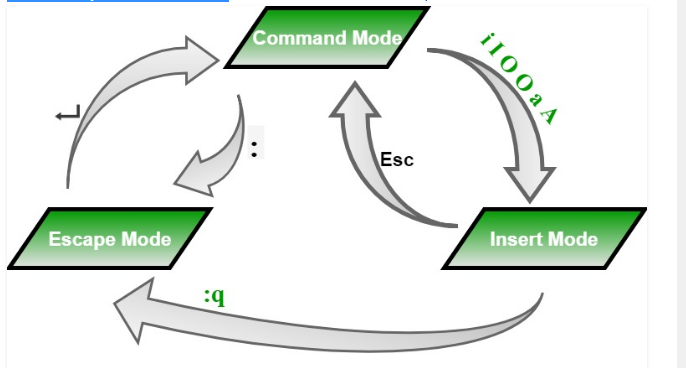 Command Mode
iIOOaA
↵
:
Esc
Escape Mode
Insert Mode
:q